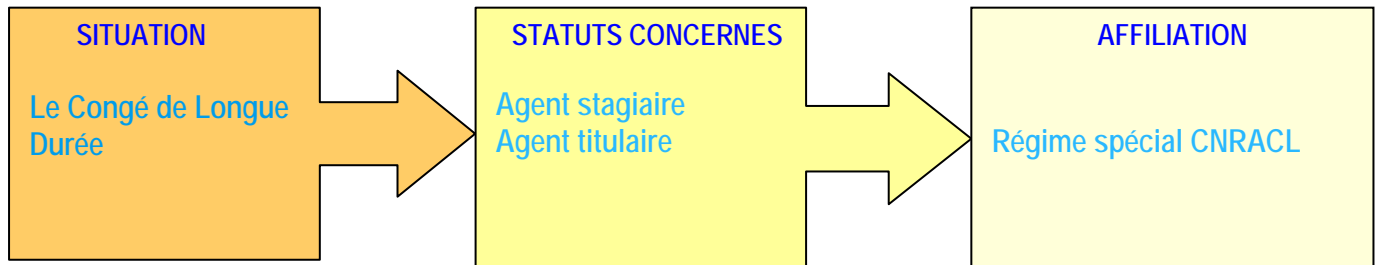 SITUATION
Le Congé de Longue
Durée
STATUTS CONCERNES
Agent stagiaire
Agent titulaire
AFFILIATION
Régime spécial CNRACL